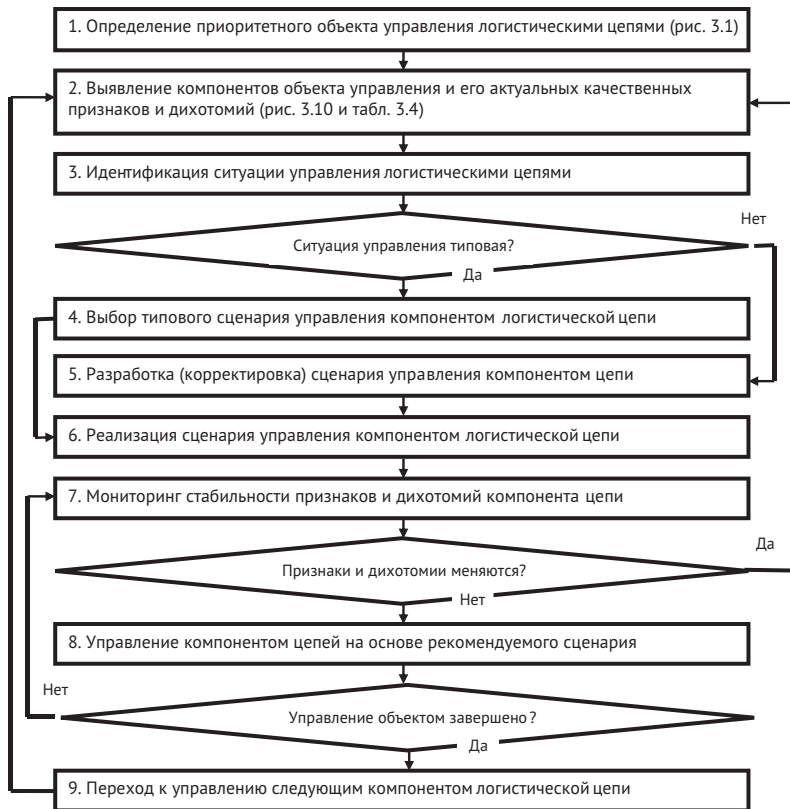 1. Определение приоритетного объекта управления логистическими цепями (рис. 3.1)
2. Выявление компонентов объекта управления и его актуальных качественных
признаков и дихотомий (рис. 3.10 и табл. 3.4)
3. Идентификация ситуации управления логистическими цепями
Нет
Ситуация управления типовая?
Да
4. Выбор типового сценария управления компонентом логистической цепи
5. Разработка (корректировка) сценария управления компонентом цепи
6. Реализация сценария управления компонентом логистической цепи
7. Мониторинг стабильности признаков и дихотомий компонента цепи
Да
Признаки и дихотомии меняются?
Нет
8. Управление компонентом цепей на основе рекомендуемого сценария
Нет
Управление объектом завершено?
Да
9. Переход к управлению следующим компонентом логистической цепи